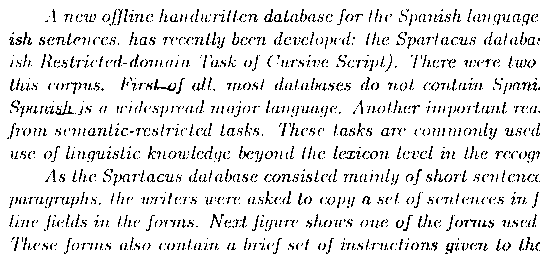 A new offline handwritten database for the Spanish language
ish sentences, has recently been developed: the Spartacus databas
ish Restricted-domain Task of Cursive Script). There were two
this corpus. First of all, most databases do not contain Spani
Spanish is a widespread major language. Another important rea
from semantic-restricted tasks. These tasks are commonly used
use of linguistic knowledge beyond the lexicon level in the recogn
As the Spartacus database consisted mainly of short sentence
paragraphs, the writers were asked to copy a set of sentences in f
line fields in the forms. Next figure shows one of the forms used
These forms also contain a brief set of instructions given to the